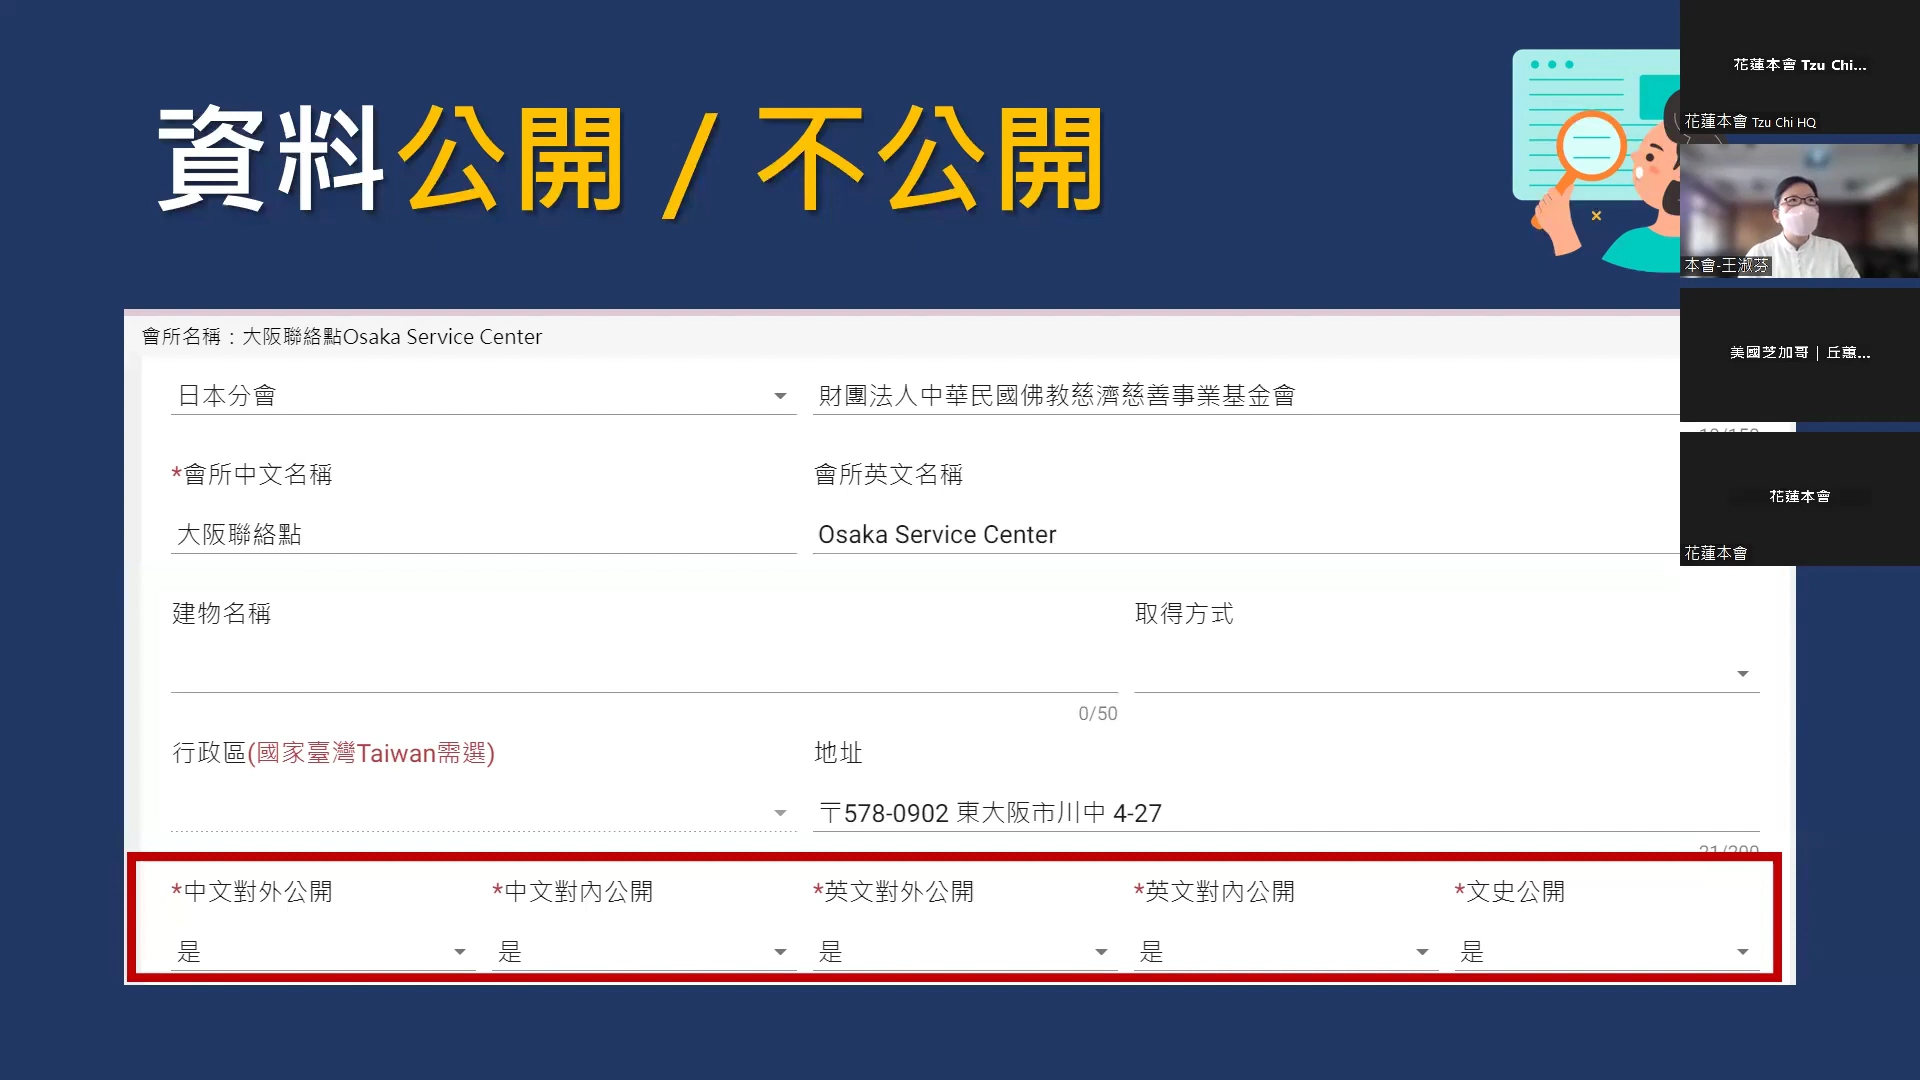 資料公開 / 不公開
會所名稱：大阪聯絡點Osaka Service Center
日本分會
財團法人中華民國佛教慈濟慈善事業基金會
*會所中文名稱
會所英文名稱
大阪聯絡點
Osaka Service Center
建物名稱
取得方式
0/50
行政區(國家臺灣Taiwan需選)
地址
〒578-0902 東大阪市川中 4-27
*中文對外公開
*中文對內公開
*英文對外公開
*英文對內公開
*文史公開
是
是
是
是
是
花蓮本會 Tzu Chi...
花蓮本會 Tzu Chi HQ
本會-王淑芬
美國芝加哥｜丘蕙...
花蓮本會
花蓮本會